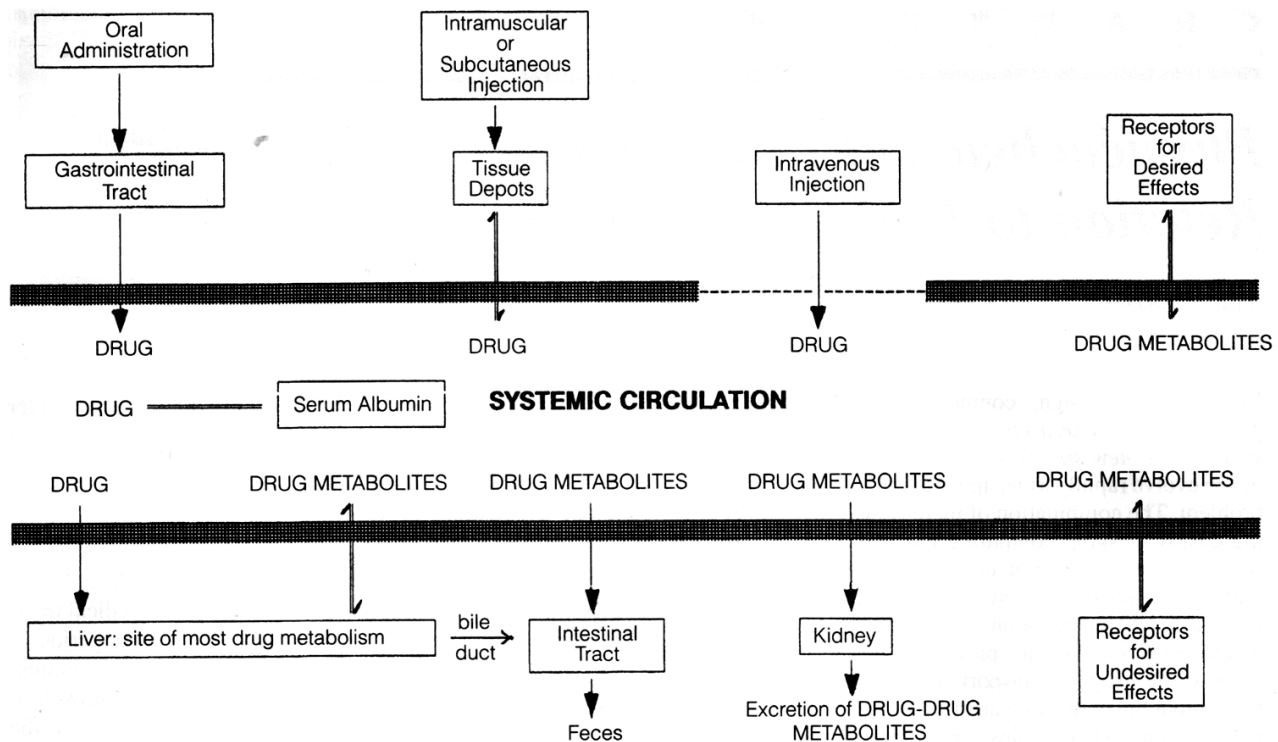 Oral
Administration
Intramuscular
or
Subcutaneous
Injection
Gastrointestinal
Tract
Tissue
Depots
Intravenous
Injection
Receptors
for
Desired
Effects
DRUG
DRUG
DRUG
DRUG METABOLITES
DRUG
Serum Albumin
SYSTEMIC CIRCULATION
DRUG
DRUG METABOLITES
DRUG METABOLITES
DRUG METABOLITES
DRUG METABOLITES
Liver: site of most drug metabolism
bile
duct
Intestinal
Tract
Kidney
Receptors
for
Undesired
Effects
Feces
Excretion of DRUG-DRUG
METABOLITES